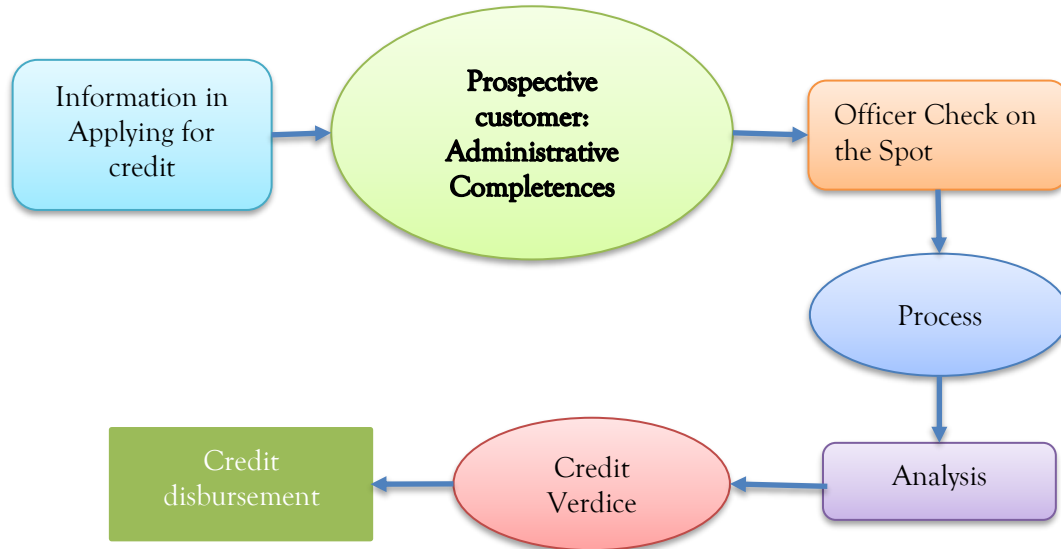 Information in
Applying for
credit
Prospective
customer:
Administrative
Completences
Officer Check on
the Spot
Process
Analysis
Credit
Verdice
Credit
disbursement